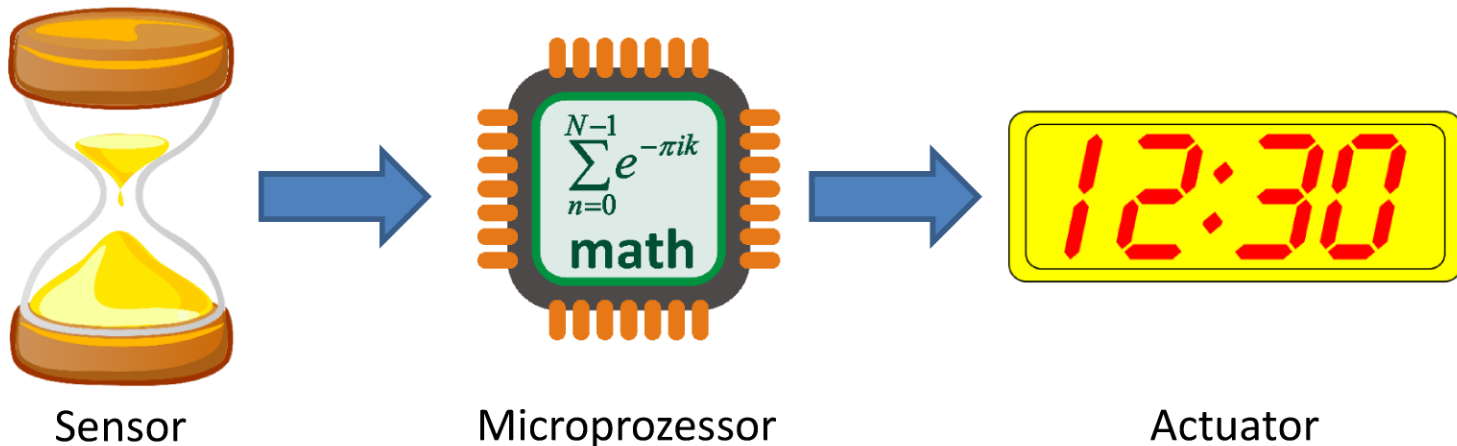 N−1
∑ e^{−πik}
n=0
math
12:30
Sensor
Microprozessor
Actuator